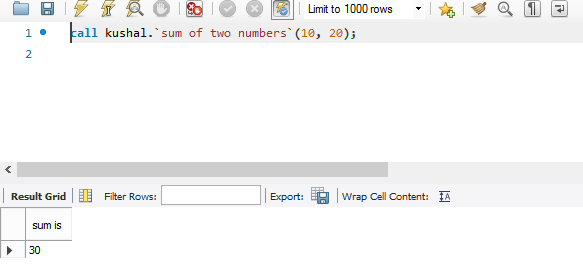 Limit to 1000 rows
1 call kushal.`sum of two numbers`(10, 20);
2
Result Grid Filter Rows: Export: Wrap Cell Content: IA
sum is
30